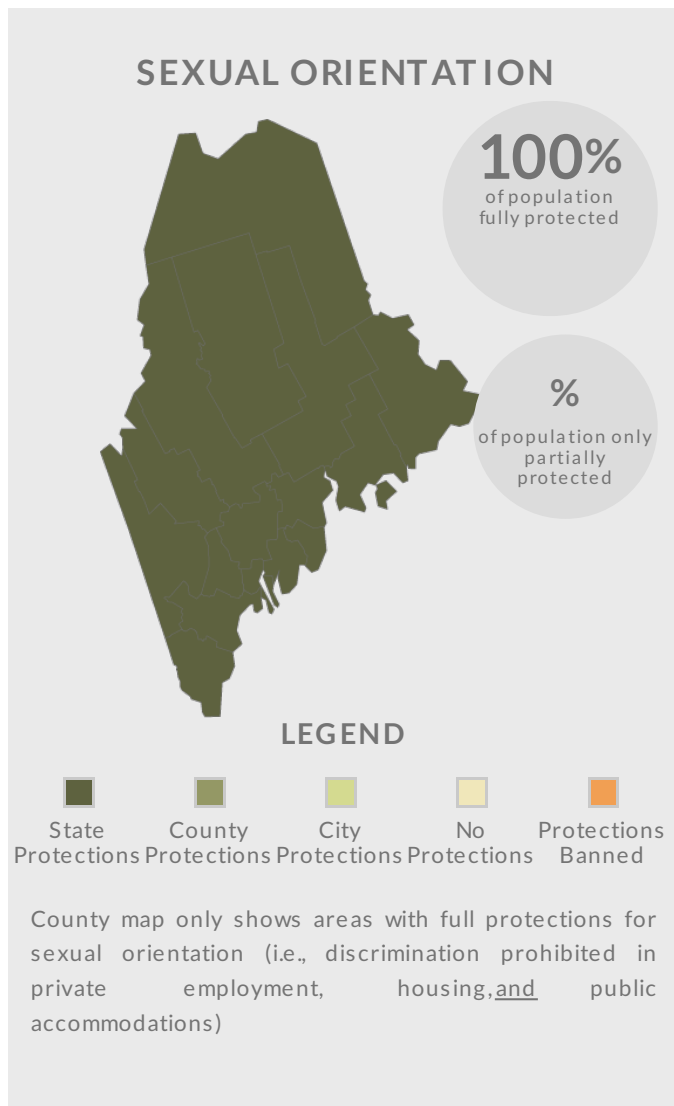 SEXUAL ORIENTATION
100%
of population
fully protected
%
of population only
partially
protected
LEGEND
State
Protections
County
Protections
City
Protections
No
Protections
Protections
Banned
County map only shows areas with full protections for
sexual orientation (i.e., discrimination prohibited in
private employment, housing, and public
accommodations)